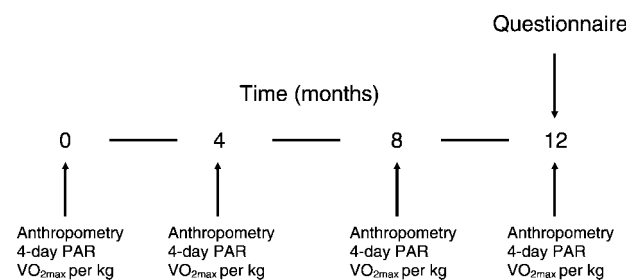 Questionnaire
Time (months)
0 4 8 12
Anthropometry
4-day PAR
VO2max per kg
Anthropometry
4-day PAR
VO2max per kg
Anthropometry
4-day PAR
VO2max per kg
Anthropometry
4-day PAR
VO2max per kg